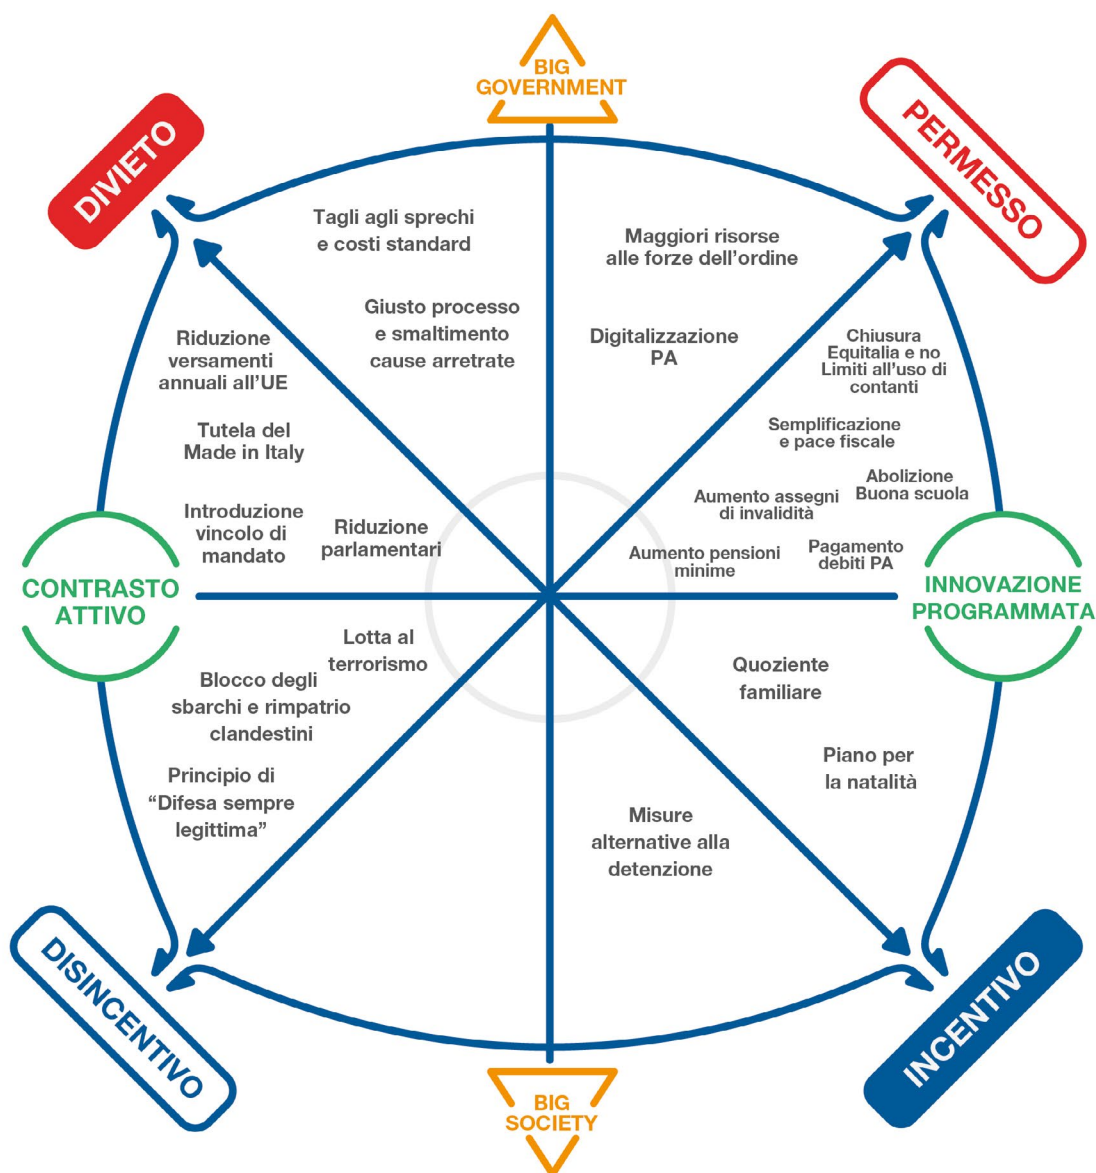 BIG
GOVERNMENT
DIVIETO
PERMESSO
Tagli agli sprechi
e costi standard
Maggiori risorse
alle forze dell’ordine
Giusto processo
e smaltimento
cause arretrate
Digitalizzazione
PA
Riduzione
versamenti
annuali all’UE
Chiusura
Equitalia e no
Limiti all’uso di
contanti
Tutela del
Made in Italy
Semplificazione
e pace fiscale
Abolizione
Buona scuola
Aumento assegni
di invalidità
Introduzione
vincolo di
mandato
Riduzione
parlamentari
Aumento pensioni
minime
Pagamento
debiti PA
CONTRASTO
ATTIVO
INNOVAZIONE
PROGRAMMATA
Lotta al
terrorismo
Blocco degli
sbarchi e rimpatrio
clandestini
Quoziente
familiare
Principio di
“Difesa sempre
legittima”
Piano per
la natalità
Misure
alternative alla
detenzione
DISINCENTIVO
INCENTIVO
BIG
SOCIETY